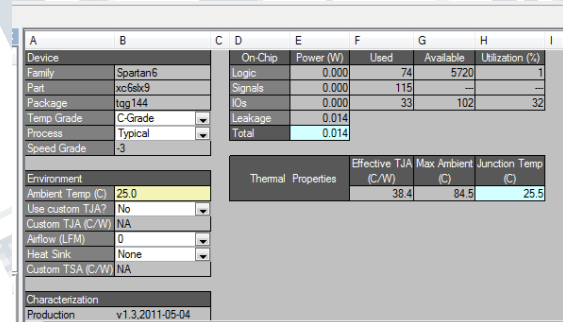 A B C D E F G H I
Device On-Chip Power (W) Used Available Utilization (%)
Family Spartan6 Logic 0.000 74 5720 1
Part xc6slx9 Signals 0.000 115 --- ---
Package tqg144 IOs 0.000 33 102 32
Temp Grade C-Grade Leakage 0.014
Process Typical Total 0.014
Speed Grade -3
Effective TJA Max Ambient Junction Temp
Environment Thermal Properties (C/W) (C) (C)
Ambient Temp (C) 25.0 38.4 84.5 25.5
Use custom TJA? No
Custom TJA (C/W) NA
Airflow (LFM) 0
Heat Sink None
Custom TSA (C/W) NA
Characterization
Production v1.3,2011-05-04